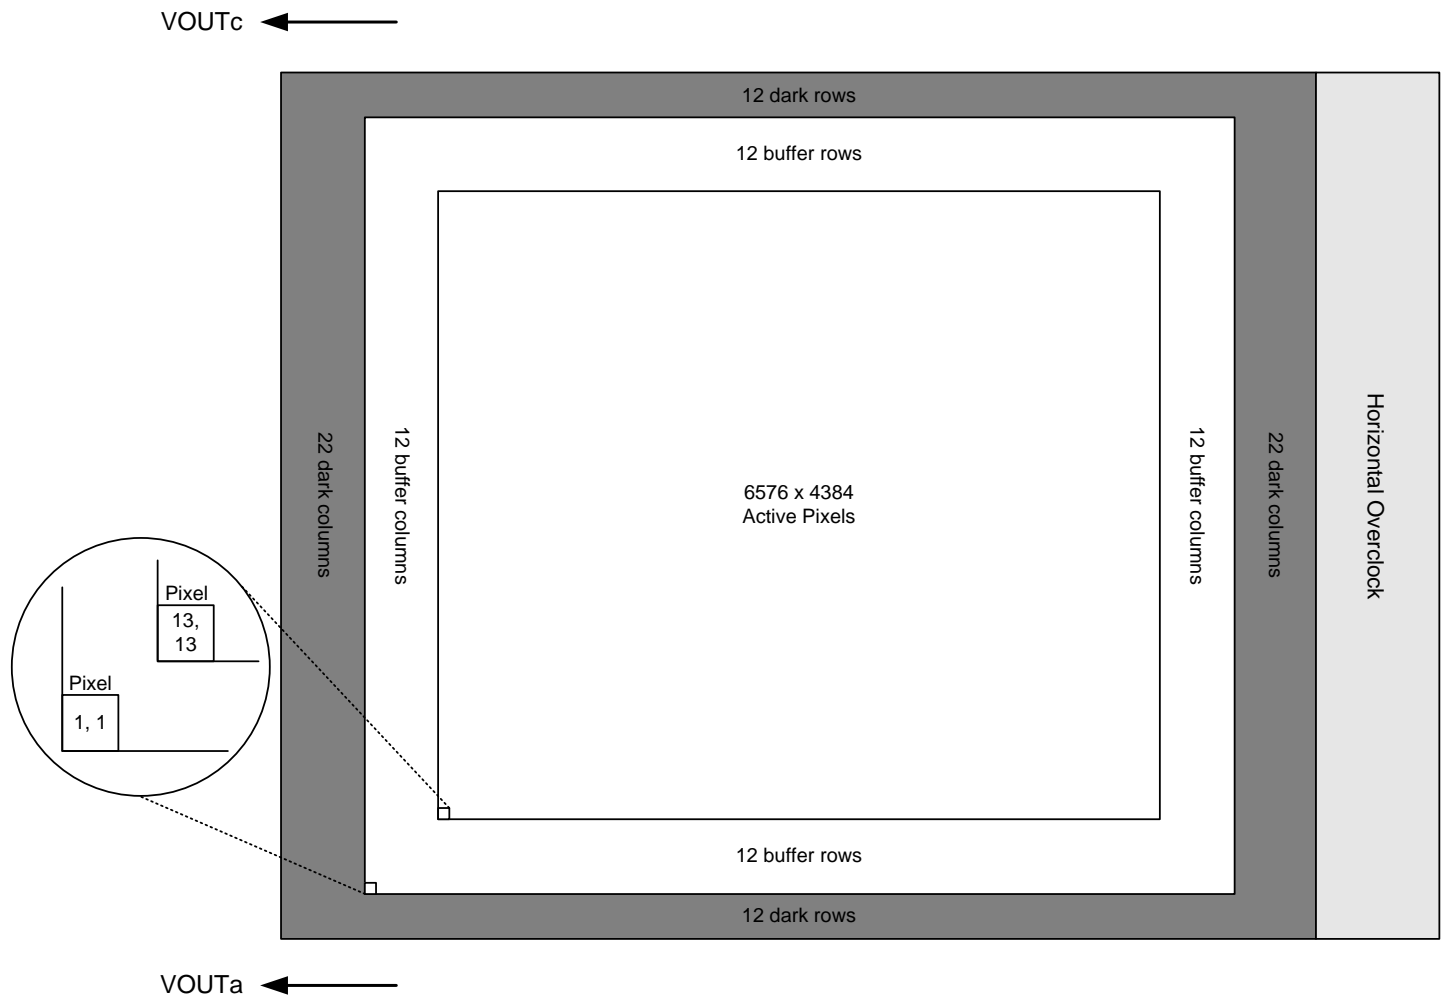 VOUTc
12 dark rows
12 buffer rows
22 dark columns
12 buffer columns
6576 x 4384
Active Pixels
12 buffer columns
22 dark columns
Horizontal Overclock
Pixel
13,
13
Pixel
1, 1
12 buffer rows
12 dark rows
VOUTa